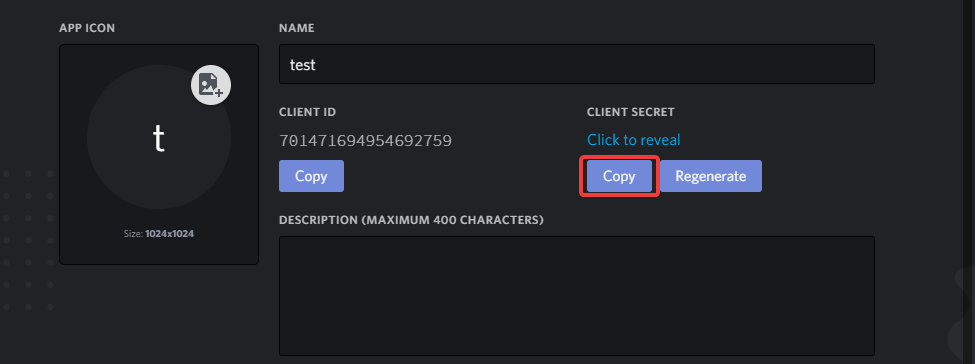 APP ICON
NAME
t
test
CLIENT ID
CLIENT SECRET
701471694954692759
Click to reveal
Copy
Copy
Regenerate
Size: 1024x1024
DESCRIPTION (MAXIMUM 400 CHARACTERS)